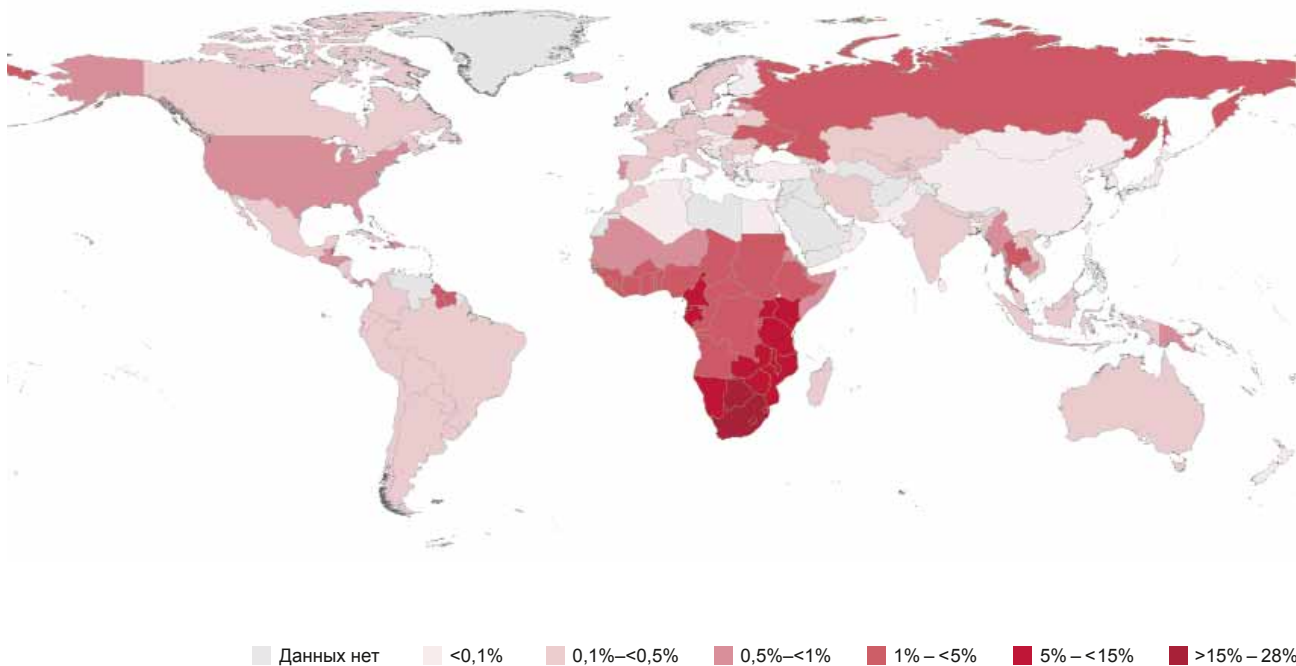 Данных нет <0,1% 0,1%–<0,5% 0,5%–<1% 1% – <5% 5% – <15% >15% – 28%